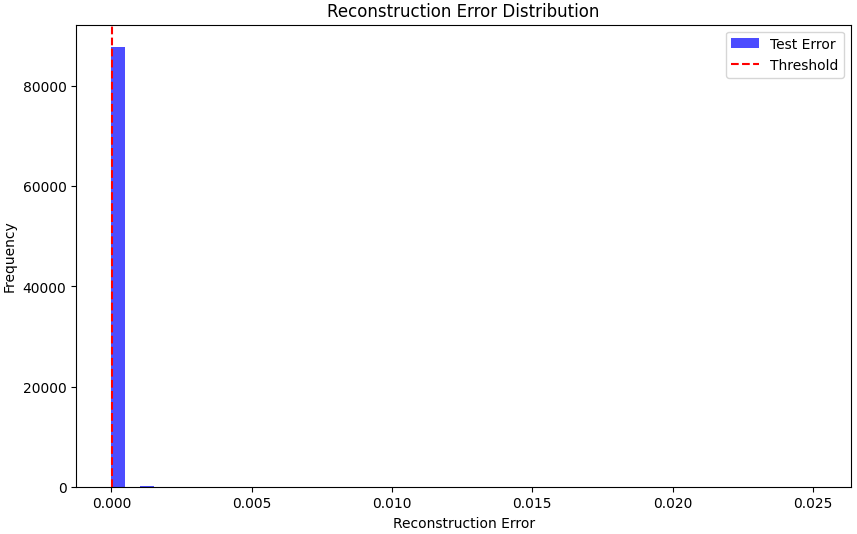 Reconstruction Error Distribution
Test Error
Threshold
Frequency
80000
60000
40000
20000
0
0.000 0.005 0.010 0.015 0.020 0.025
Reconstruction Error